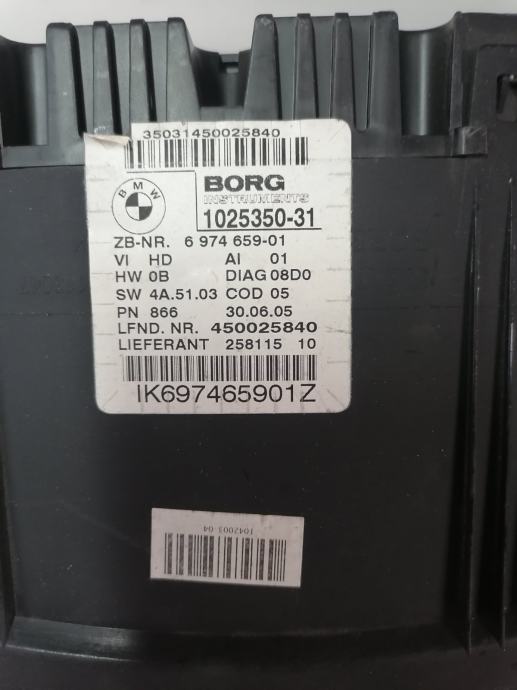 35031450025840
BMW
BORG
INSTRUMENTS
1025350-31
ZB-NR. 6 974 659-01
VI HD AI 01
HW 0B DIAG 08D0
SW 4A.51.03 COD 05
PN 866 30.06.05
LFND. NR. 450025840
LIEFERANT 258115 10
IK697465901Z
1042003-04